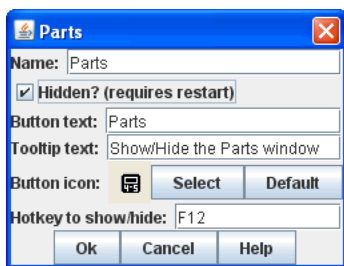 Parts
Name: Parts
Hidden? (requires restart)
Button text: Parts
Tooltip text: Show/Hide the Parts window
Button icon: Select Default
Hotkey to show/hide: F12
Ok Cancel Help